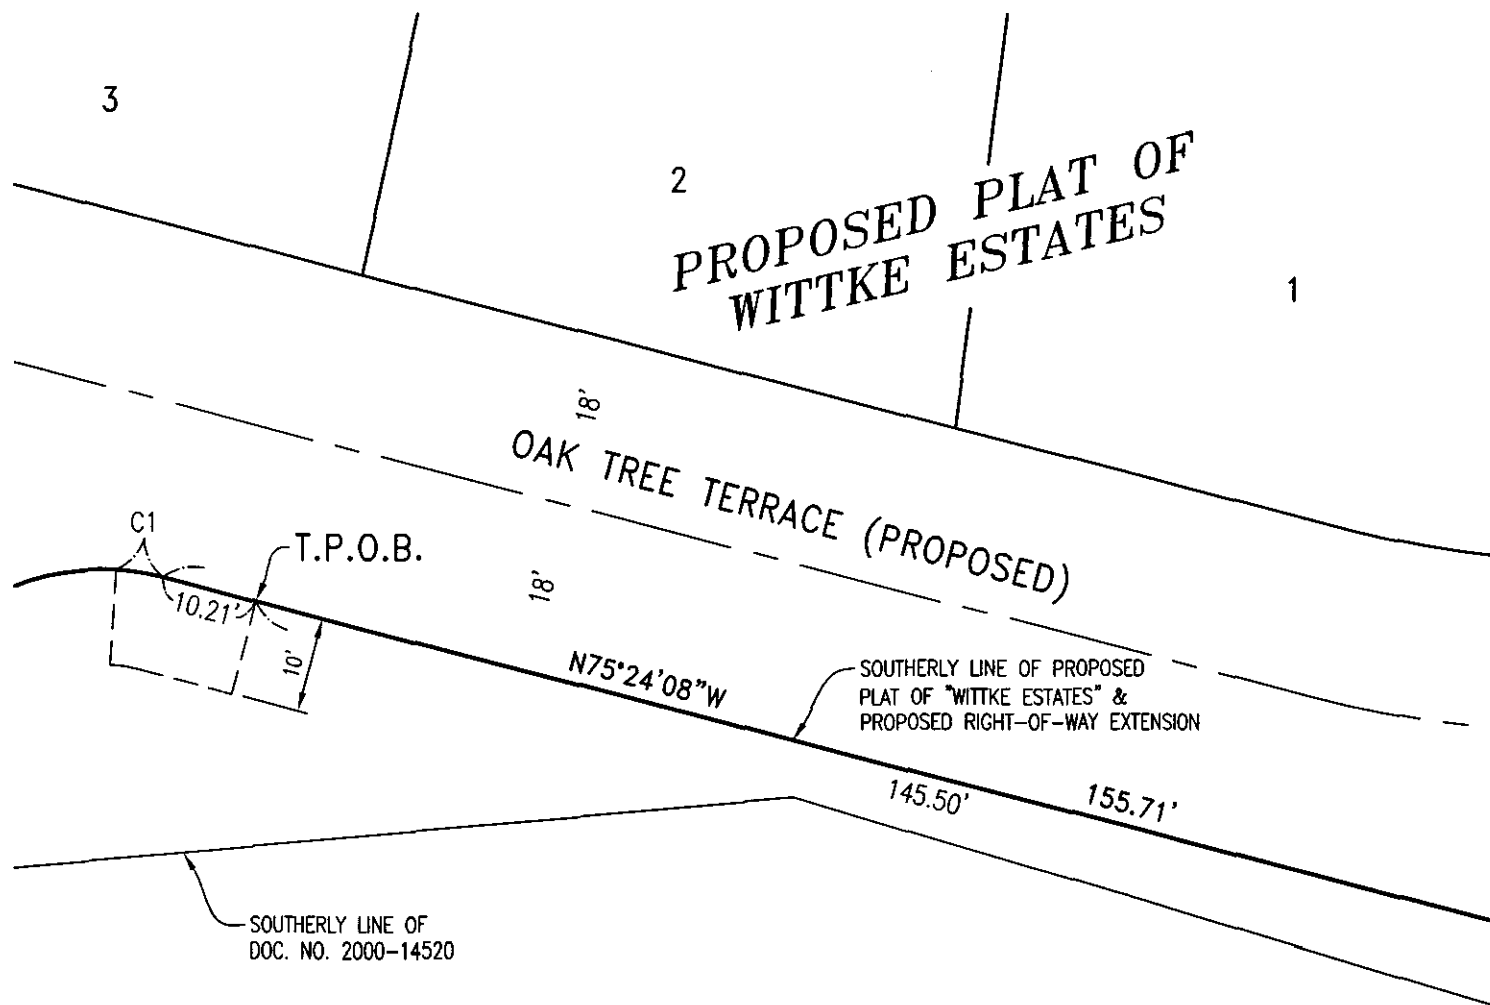 3
2
PROPOSED PLAT OF
WITTKE ESTATES
1
18'
OAK TREE TERRACE (PROPOSED)
C1
T.P.O.B.
18'
10.21'
10'
N75°24'08"W
SOUTHERLY LINE OF PROPOSED
PLAT OF "WITTKE ESTATES" &
PROPOSED RIGHT-OF-WAY EXTENSION
145.50'
155.71'
SOUTHERLY LINE OF
DOC. NO. 2000-14520